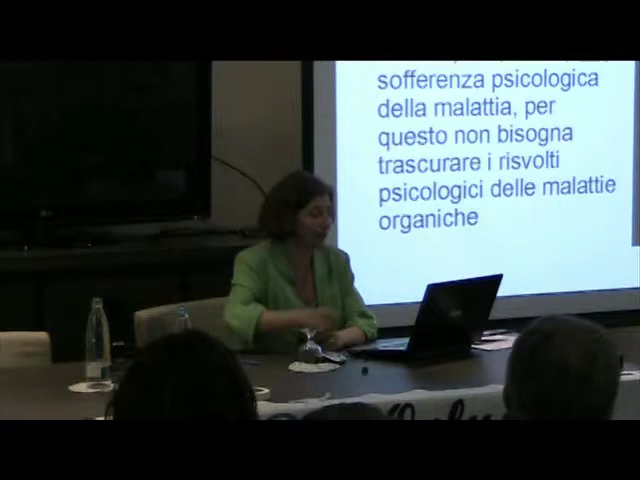 sofferenza psicologica
della malattia, per
questo non bisogna
trascurare i risvolti
psicologici delle malattie
organiche